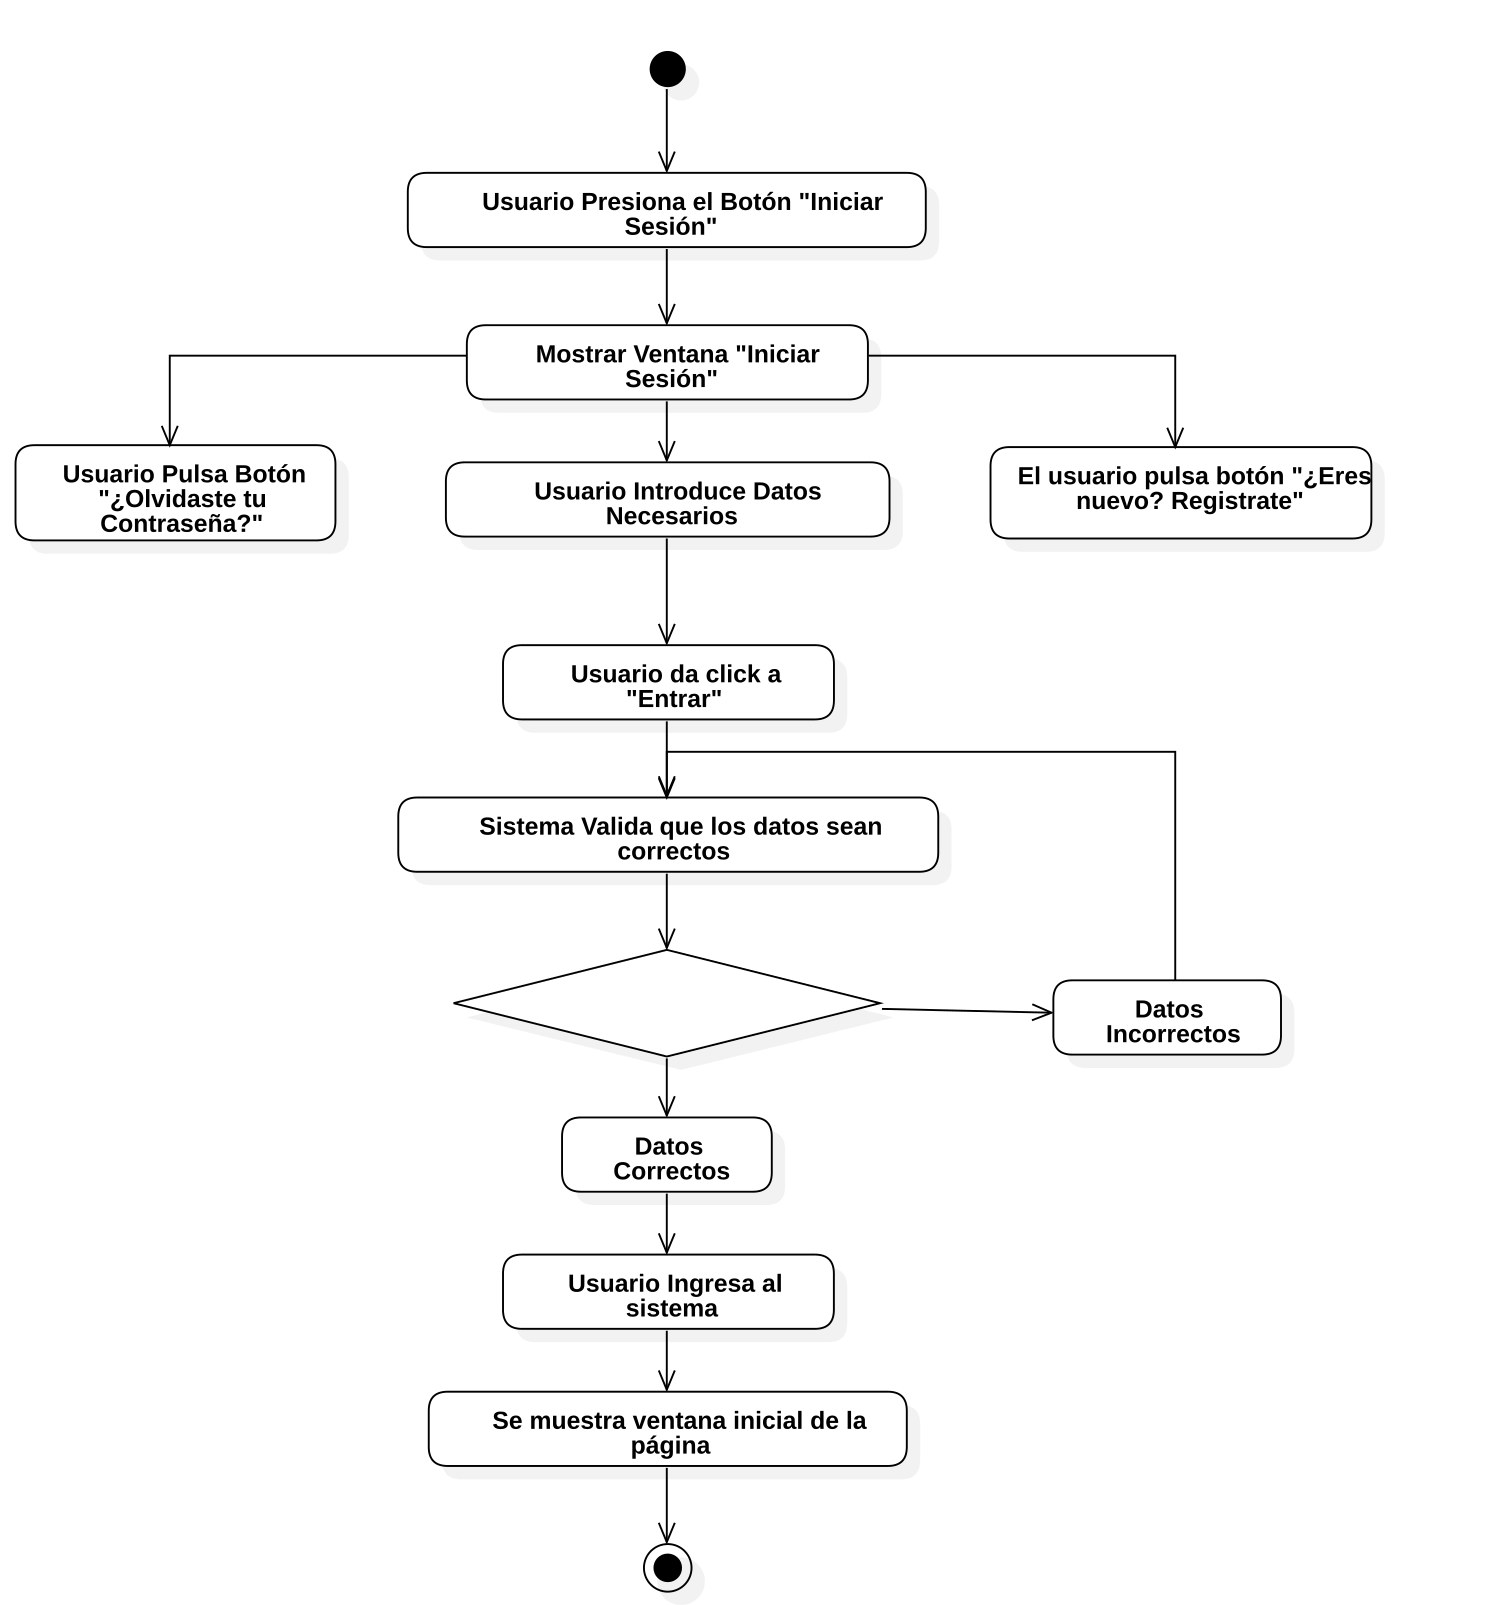 Usuario Presiona el Botón "Iniciar
Sesión"
Mostrar Ventana "Iniciar
Sesión"
Usuario Pulsa Botón
"¿Olvidaste tu
Contraseña?"
Usuario Introduce Datos
Necesarios
El usuario pulsa botón "¿Eres
nuevo? Registrate"
Usuario da click a
"Entrar"
Sistema Valida que los datos sean
correctos
Datos
Incorrectos
Datos
Correctos
Usuario Ingresa al
sistema
Se muestra ventana inicial de la
página